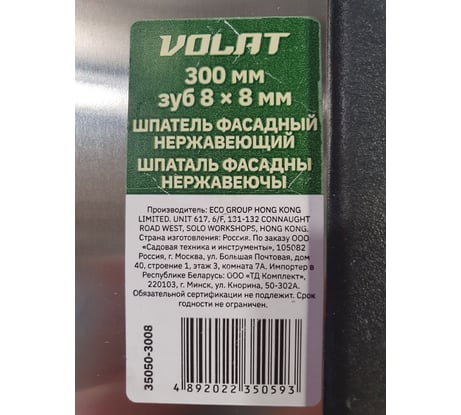 VOLAT
300 мм
зуб 8 × 8 мм
ШПАТЕЛЬ ФАСАДНЫЙ
НЕРЖАВЕЮЩИЙ
ШПАТАЛЬ ФАСАДНЫ
НЕРЖАВЕЮЧЫ
Производитель: ECO GROUP HONG KONG
LIMITED. UNIT 617, 6/F, 131-132 CONNAUGHT
ROAD WEST, SOLO WORKSHOPS, HONG KONG.
Страна изготовления: Россия. По заказу ООО
«Садовая техника и инструменты», 105082
Россия, г. Москва, ул. Большая Почтовая, дом
40, строение 1, этаж 3, комната 7А. Импортер в
Республике Беларусь: ООО «ТД Комплект»,
220103, г. Минск, ул. Кнорина, 50-302А.
Обязательной сертификации не подлежит. Срок
годности не ограничен.
35050-3008
4 892022 350593